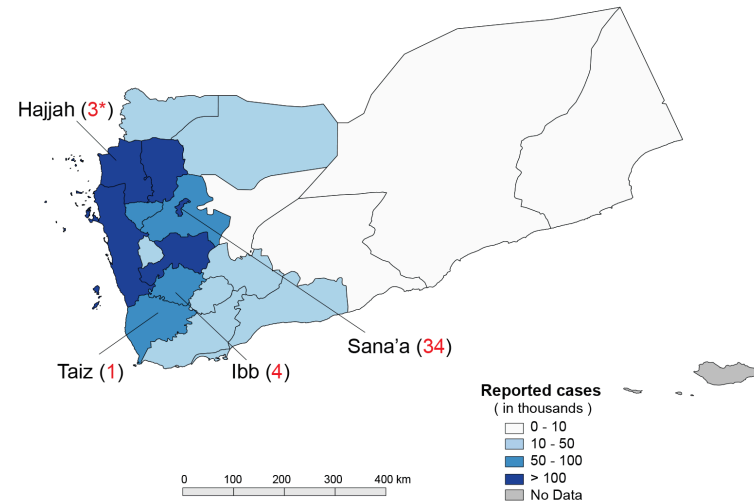 Hajjah (3*)
Sana’a (34)
Taiz (1)
Ibb (4)
Reported cases
( in thousands )
0 - 10
10 - 50
50 - 100
> 100
No Data
0 100 200 300 400 km